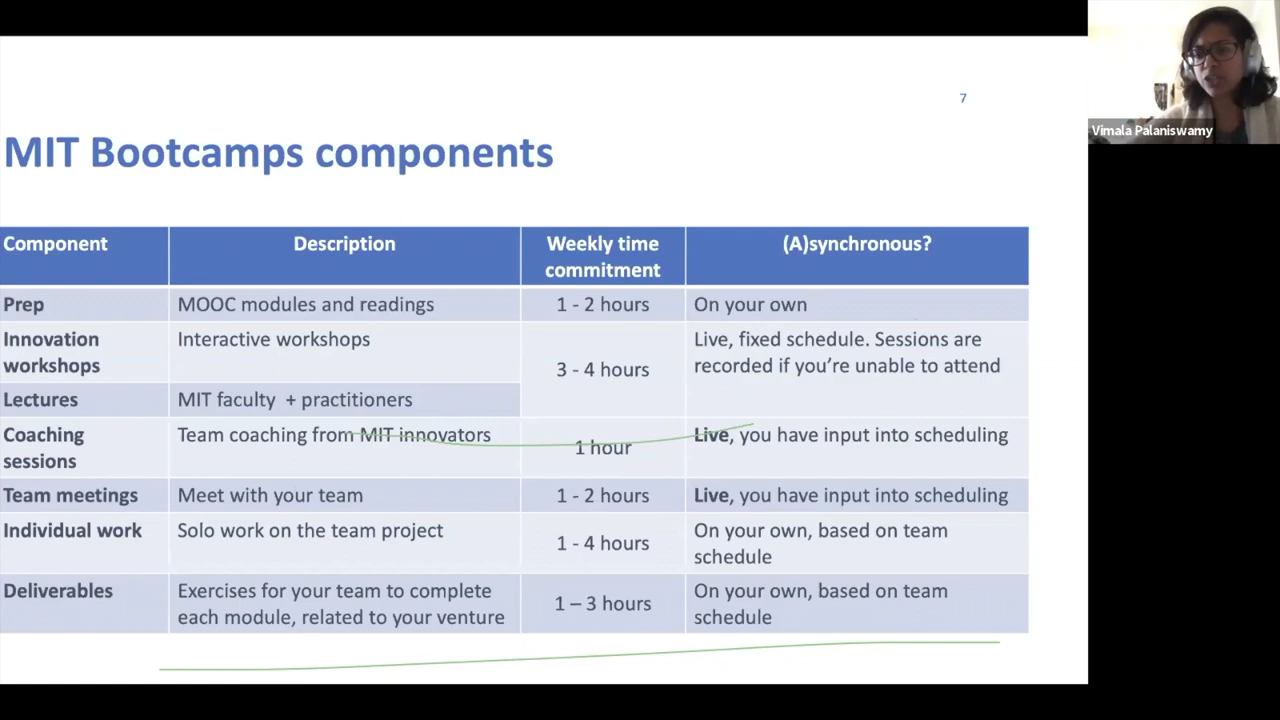 7
MIT Bootcamps components
Component
Description
Weekly time
commitment
(A)synchronous?
Prep
MOOC modules and readings
1 - 2 hours
On your own
Innovation
workshops
Interactive workshops
3 - 4 hours
Live, fixed schedule. Sessions are
recorded if you’re unable to attend
Lectures
MIT faculty + practitioners
Coaching
sessions
Team coaching from MIT innovators
1 hour
Live, you have input into scheduling
Team meetings
Meet with your team
1 - 2 hours
Live, you have input into scheduling
Individual work
Solo work on the team project
1 - 4 hours
On your own, based on team
schedule
Deliverables
Exercises for your team to complete
each module, related to your venture
1 – 3 hours
On your own, based on team
schedule
Vimala Palaniswamy